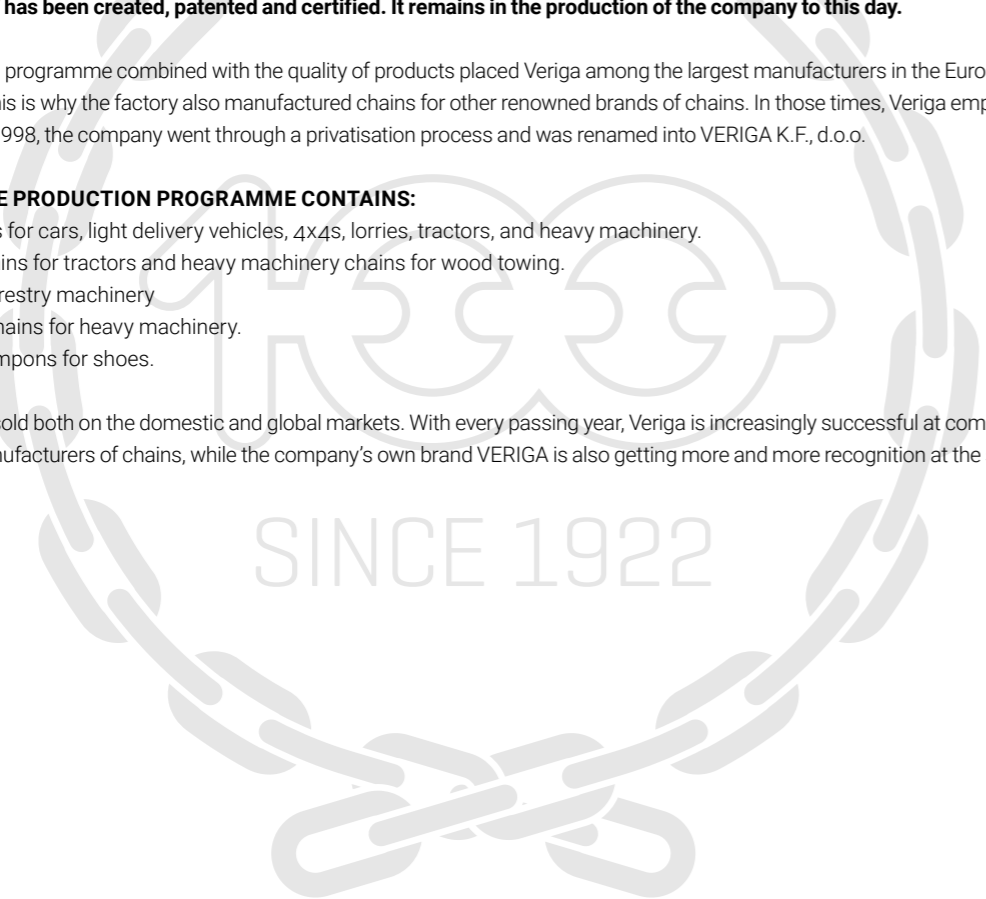 has been created, patented and certified. It remains in the production of the company to this day.
programme combined with the quality of products placed Veriga among the largest manufacturers in the Euro
is is why the factory also manufactured chains for other renowned brands of chains. In those times, Veriga emp
998, the company went through a privatisation process and was renamed into VERIGA K.F., d.o.o.
E PRODUCTION PROGRAMME CONTAINS:
s for cars, light delivery vehicles, 4x4s, lorries, tractors, and heavy machinery.
ins for tractors and heavy machinery chains for wood towing.
restry machinery
hains for heavy machinery.
mpons for shoes.
sold both on the domestic and global markets. With every passing year, Veriga is increasingly successful at com
nufacturers of chains, while the company's own brand VERIGA is also getting more and more recognition at the
100
SINCE 1922